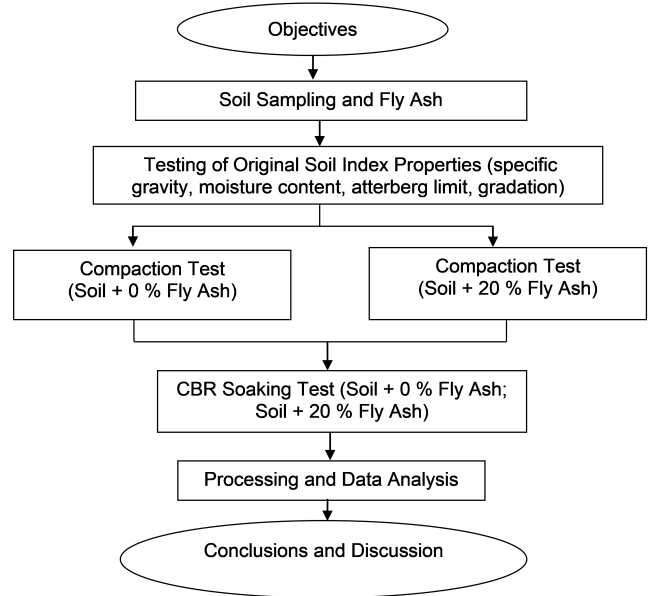 Objectives
Soil Sampling and Fly Ash
Testing of Original Soil Index Properties (specific
gravity, moisture content, atterberg limit, gradation)
Compaction Test
(Soil + 0 % Fly Ash)
Compaction Test
(Soil + 20 % Fly Ash)
CBR Soaking Test (Soil + 0 % Fly Ash;
Soil + 20 % Fly Ash)
Processing and Data Analysis
Conclusions and Discussion